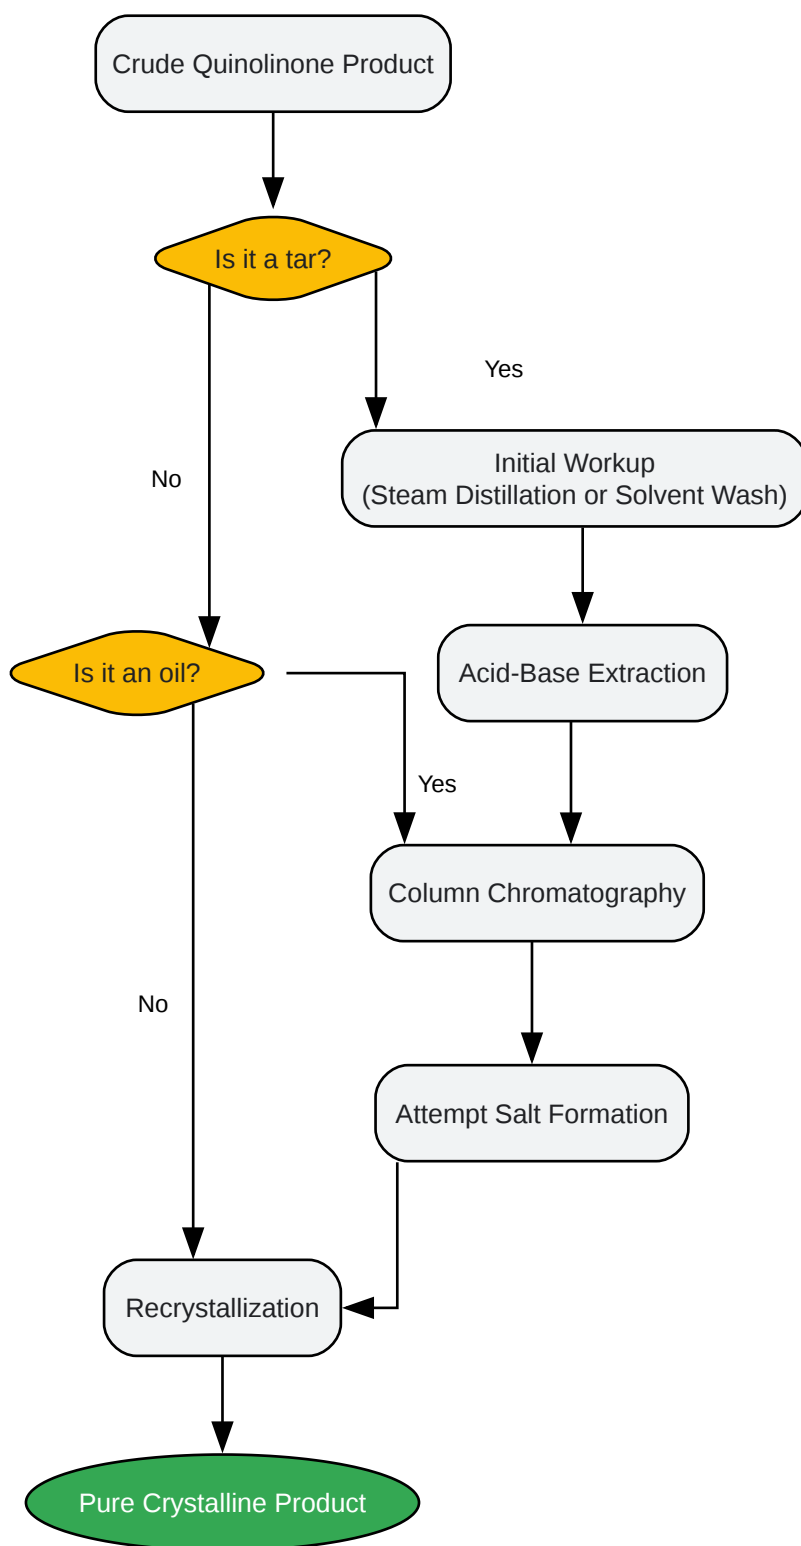 Crude Quinolinone Product
Is it a tar?
Yes
Initial Workup
(Steam Distillation or Solvent Wash)
No
Is it an oil?
Acid-Base Extraction
Yes
Column Chromatography
No
Attempt Salt Formation
Recrystallization
Pure Crystalline Product